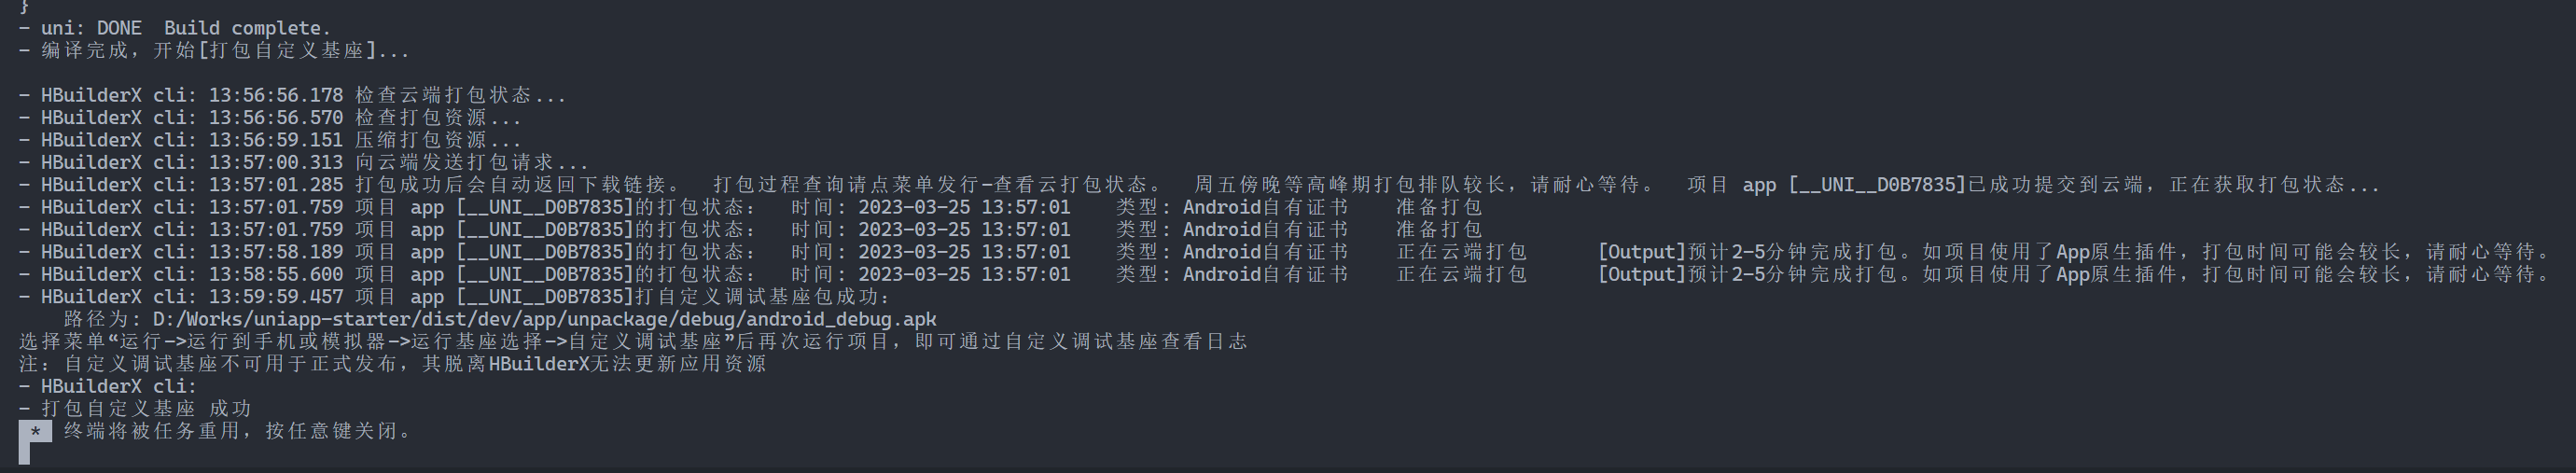 }
- uni: DONE  Build complete.
- 编译完成，开始[打包自定义基座]...
- HBuilderX cli: 13:56:56.178 检查云端打包状态...
- HBuilderX cli: 13:56:56.570 检查打包资源...
- HBuilderX cli: 13:56:59.151 压缩打包资源...
- HBuilderX cli: 13:57:00.313 向云端发送打包请求...
- HBuilderX cli: 13:57:01.285 打包成功后会自动返回下载链接。  打包过程查询请点菜单发行-查看云打包状态。  周五傍晚等高峰期打包排队较长，请耐心等待。  项目 app [__UNI__D0B7835]已成功提交到云端，正在获取打包状态...
- HBuilderX cli: 13:57:01.759 项目 app [__UNI__D0B7835]的打包状态：  时间: 2023-03-25 13:57:01    类型: Android自有证书    准备打包
- HBuilderX cli: 13:57:01.759 项目 app [__UNI__D0B7835]的打包状态：  时间: 2023-03-25 13:57:01    类型: Android自有证书    准备打包
- HBuilderX cli: 13:57:58.189 项目 app [__UNI__D0B7835]的打包状态：  时间: 2023-03-25 13:57:01    类型: Android自有证书    正在云端打包      [Output]预计2-5分钟完成打包。如项目使用了App原生插件，打包时间可能会较长，请耐心等待。
- HBuilderX cli: 13:58:55.600 项目 app [__UNI__D0B7835]的打包状态：  时间: 2023-03-25 13:57:01    类型: Android自有证书    正在云端打包      [Output]预计2-5分钟完成打包。如项目使用了App原生插件，打包时间可能会较长，请耐心等待。
- HBuilderX cli: 13:59:59.457 项目 app [__UNI__D0B7835]打自定义调试基座包成功：
    路径为: D:/Works/uniapp-starter/dist/dev/app/unpackage/debug/android_debug.apk
选择菜单“运行->运行到手机或模拟器->运行基座选择->自定义调试基座”后再次运行项目，即可通过自定义调试基座查看日志
注：自定义调试基座不可用于正式发布，其脱离HBuilderX无法更新应用资源
- HBuilderX cli:
- 打包自定义基座 成功
* 终端将被任务重用，按任意键关闭。